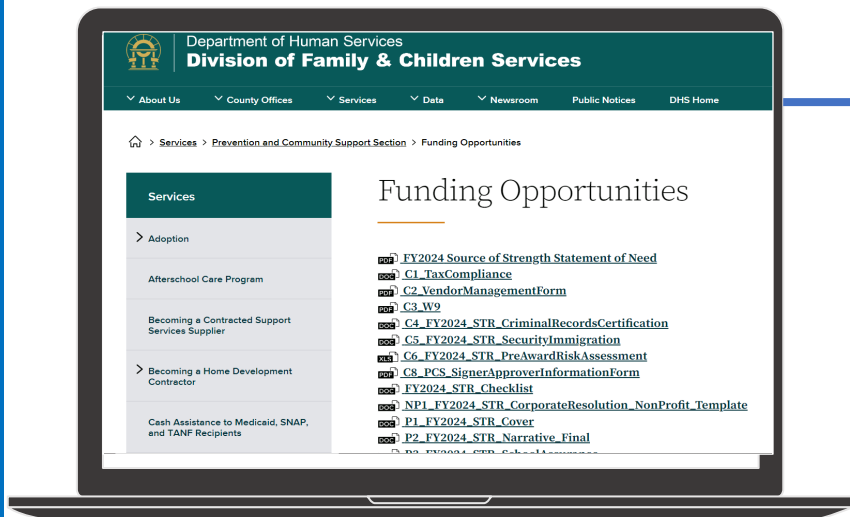 Department of Human Services
Division of Family & Children Services
About Us County Offices Services Data Newsroom Public Notices DHS Home
> Services > Prevention and Community Support Section > Funding Opportunities
Services
Adoption
Afterschool Care Program
Becoming a Contracted Support
Services Supplier
Becoming a Home Development
Contractor
Cash Assistance to Medicaid, SNAP,
and TANF Recipients
Funding Opportunities
PDF FY2024 Source of Strength Statement of Need
DOC C1_TaxCompliance
PDF C2_VendorManagementForm
PDF C3_W9
DOC C4_FY2024_STR_CriminalRecordsCertification
DOC C5_FY2024_STR_SecurityImmigration
XLS C6_FY2024_STR_PreAwardRiskAssessment
PDF C8_PCS_SignerApproverInformationForm
DOC FY2024_STR_Checklist
DOC NP1_FY2024_STR_CorporateResolution_NonProfit_Template
DOC P1_FY2024_STR_Cover
DOC P2_FY2024_STR_Narrative_Final